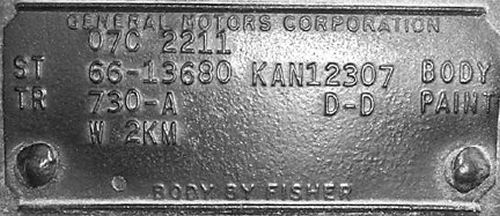 GENERAL MOTORS CORPORATION
07C 2211
ST 66-13680 KAN12307 BODY
TR 730-A D-D PAINT
W 2KM
BODY BY FISHER